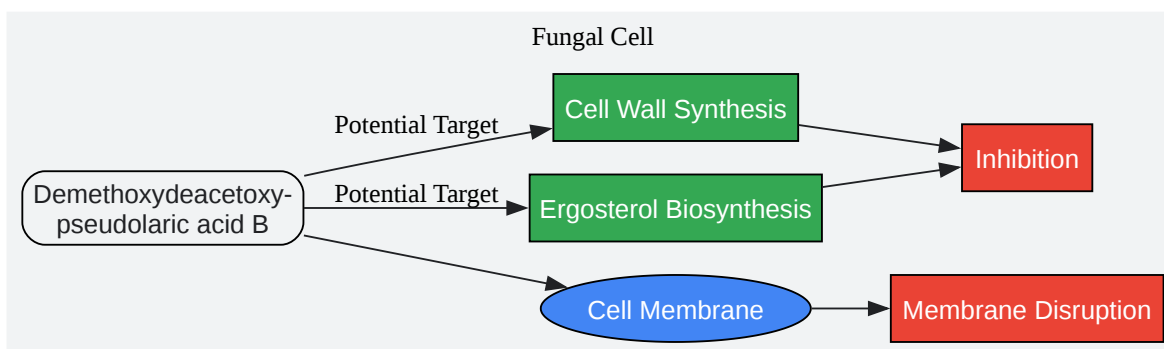 Fungal Cell
Cell Wall Synthesis
Potential Target
Inhibition
Demethoxydeacetoxy-
pseudolaric acid B
Potential Target
Ergosterol Biosynthesis
Cell Membrane
Membrane Disruption